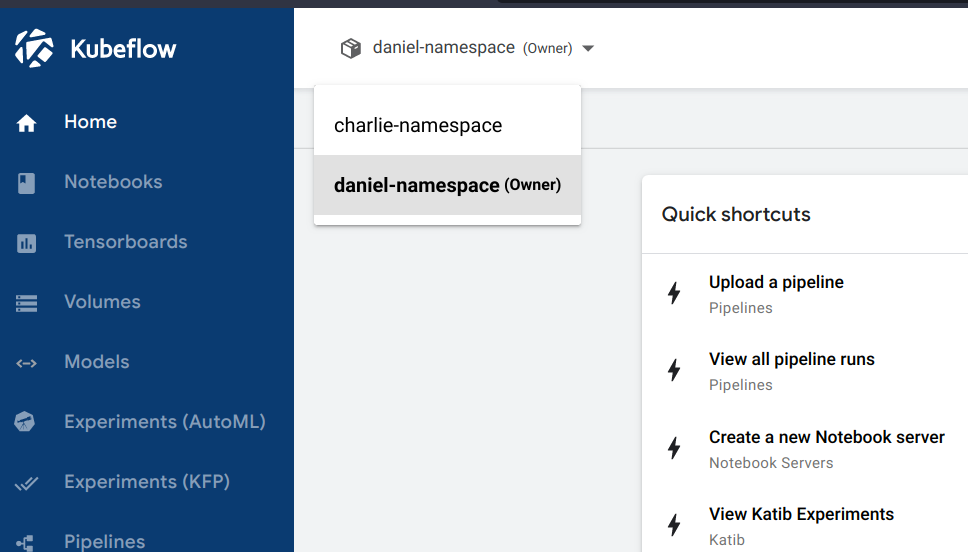 Kubeflow
daniel-namespace (Owner)
charlie-namespace
daniel-namespace (Owner)
Home
Notebooks
Tensorboards
Volumes
Models
Experiments (AutoML)
Experiments (KFP)
Pipelines
Quick shortcuts
Upload a pipeline
Pipelines
View all pipeline runs
Pipelines
Create a new Notebook server
Notebook Servers
View Katib Experiments
Katib